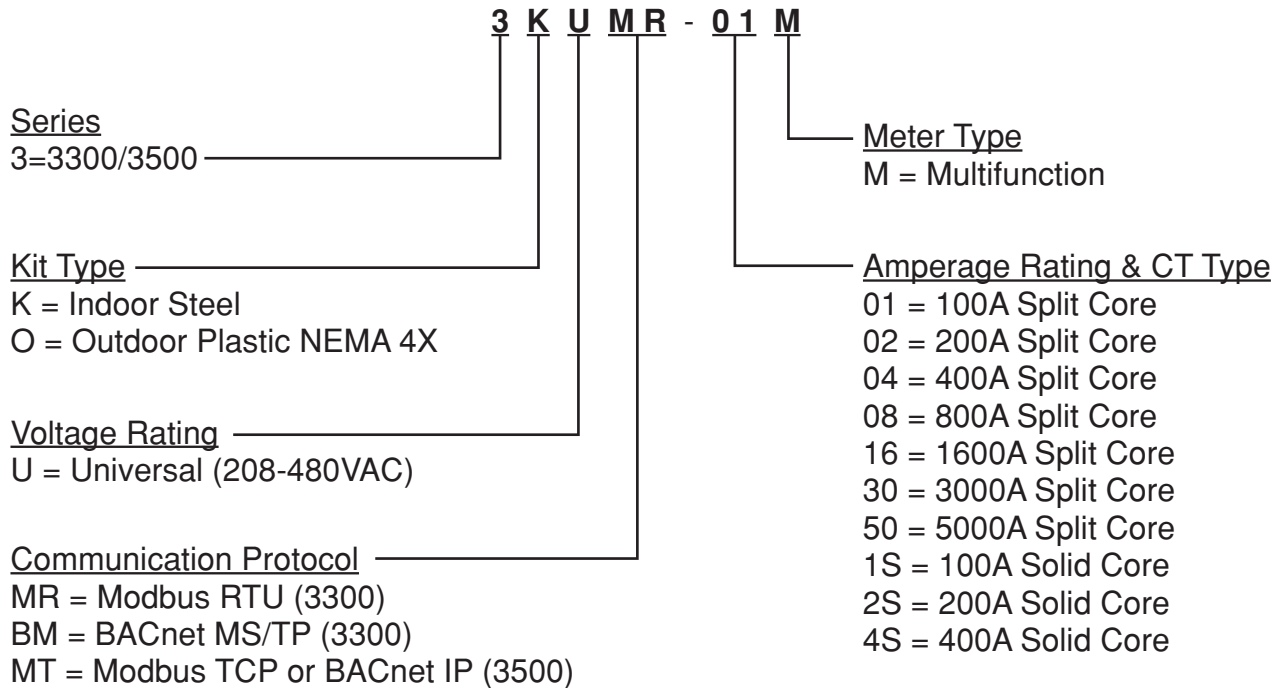 3 K U M R - 0 1 M
Series
3=3300/3500
Kit Type
K = Indoor Steel
O = Outdoor Plastic NEMA 4X
Voltage Rating
U = Universal (208-480VAC)
Communication Protocol
MR = Modbus RTU (3300)
BM = BACnet MS/TP (3300)
MT = Modbus TCP or BACnet IP (3500)
Meter Type
M = Multifunction
Amperage Rating & CT Type
01 = 100A Split Core
02 = 200A Split Core
04 = 400A Split Core
08 = 800A Split Core
16 = 1600A Split Core
30 = 3000A Split Core
50 = 5000A Split Core
1S = 100A Solid Core
2S = 200A Solid Core
4S = 400A Solid Core